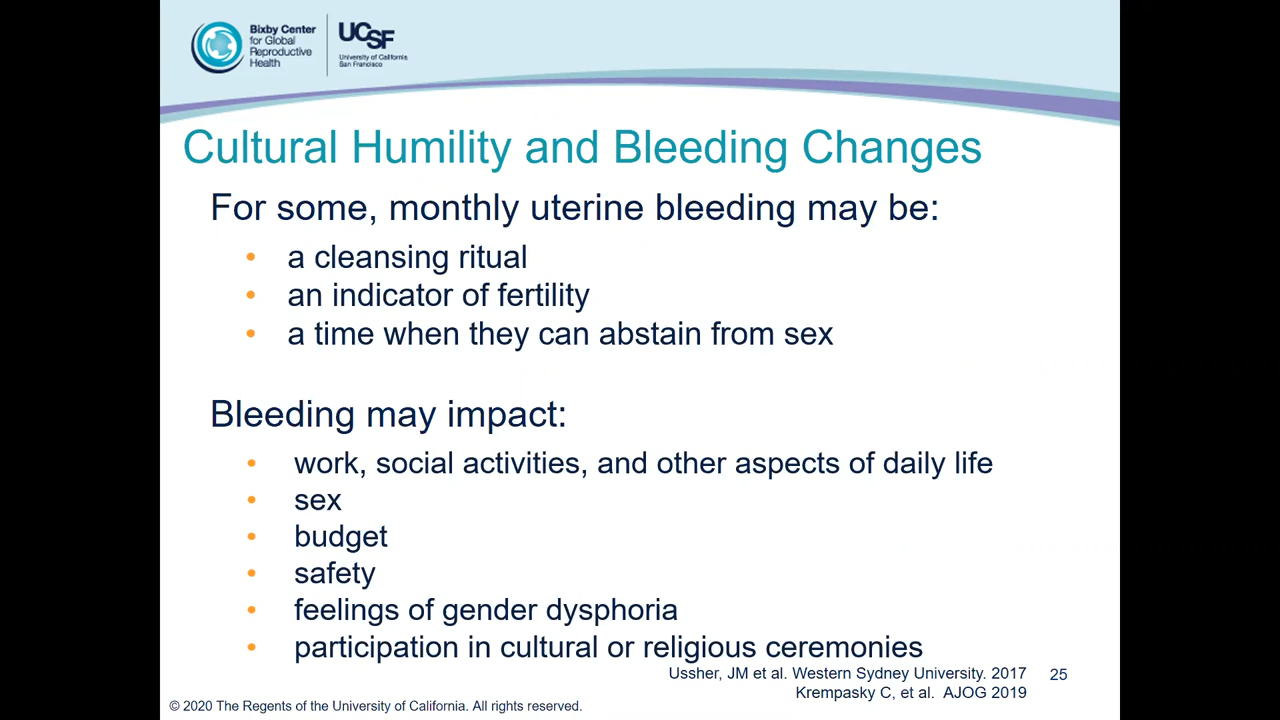 Bixby Center
for Global
Reproductive
Health
UCSF
University of California
San Francisco
Cultural Humility and Bleeding Changes
For some, monthly uterine bleeding may be:
• a cleansing ritual
• an indicator of fertility
• a time when they can abstain from sex
Bleeding may impact:
• work, social activities, and other aspects of daily life
• sex
• budget
• safety
• feelings of gender dysphoria
• participation in cultural or religious ceremonies
Ussher, JM et al. Western Sydney University. 2017
25
Krempasky C, et al. AJOG 2019
© 2020 The Regents of the University of California. All rights reserved.